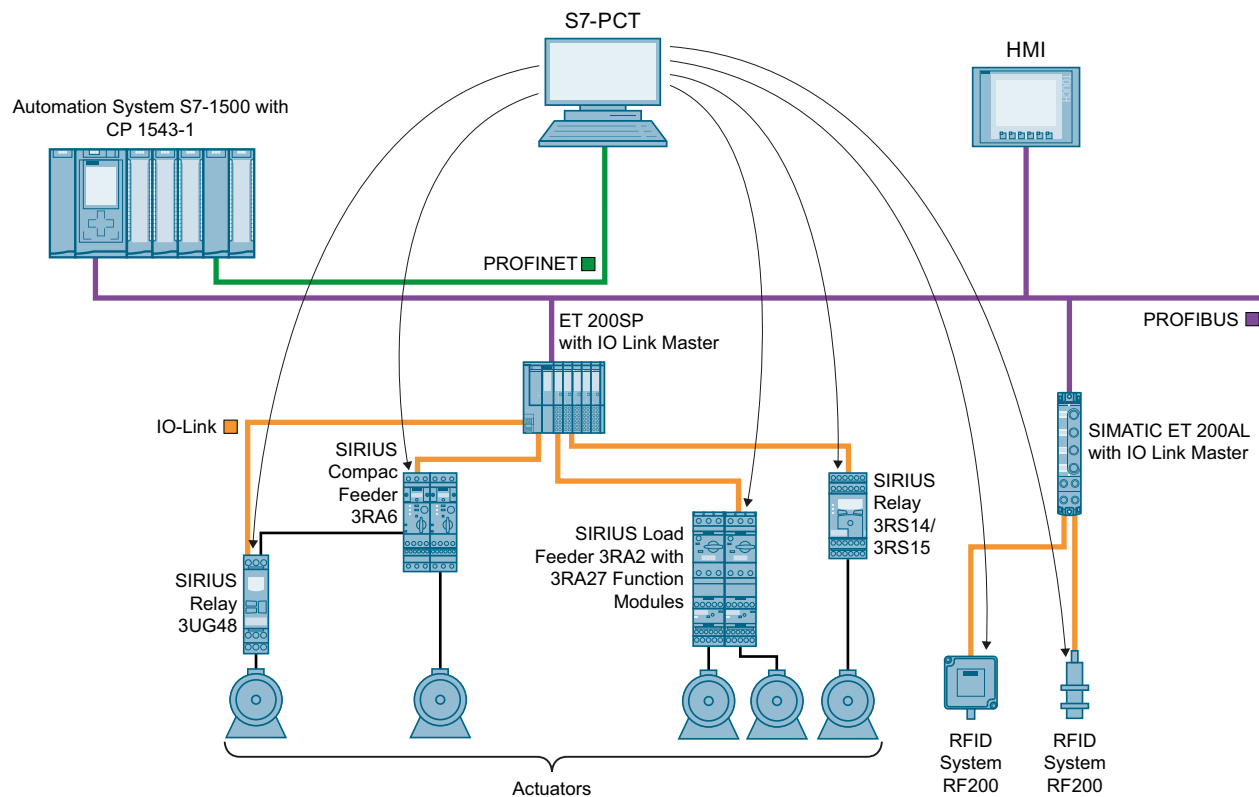 S7-PCT
HMI
Automation System S7-1500 with
CP 1543-1
PROFINET
PROFIBUS
ET 200SP
with IO Link Master
IO-Link
SIRIUS
Compac
Feeder
3RA6
SIRIUS
Relay
3RS14/
3RS15
SIMATIC ET 200AL
with IO Link Master
SIRIUS Load
Feeder 3RA2 with
3RA27 Function
Modules
SIRIUS
Relay
3UG48
RFID
System
RF200
RFID
System
RF200
Actuators